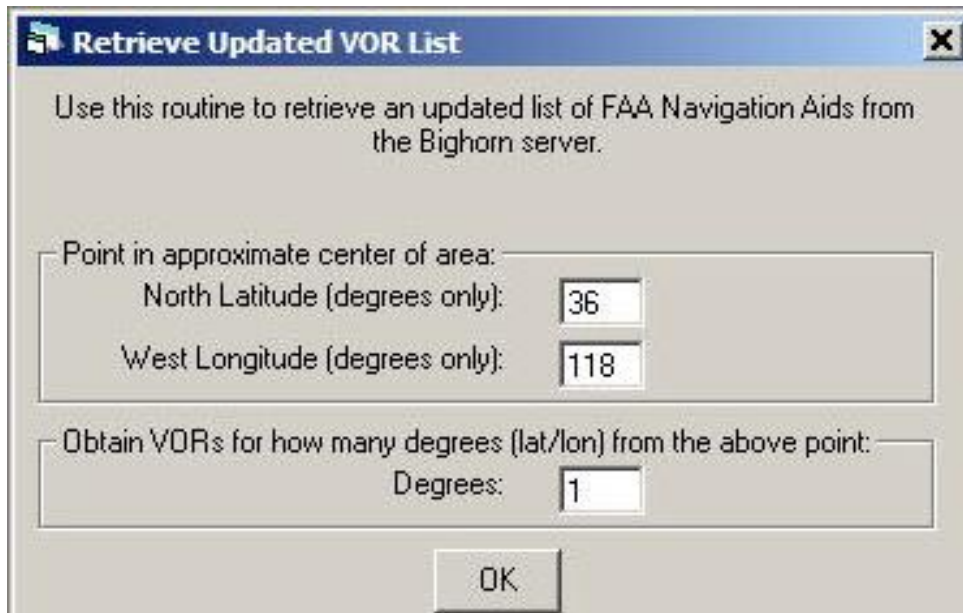 Retrieve Updated VOR List
Use this routine to retrieve an updated list of FAA Navigation Aids from
the Bighorn server.
Point in approximate center of area:
North Latitude (degrees only): 36
West Longitude (degrees only): 118
Obtain VORs for how many degrees (lat/lon) from the above point:
Degrees: 1
OK